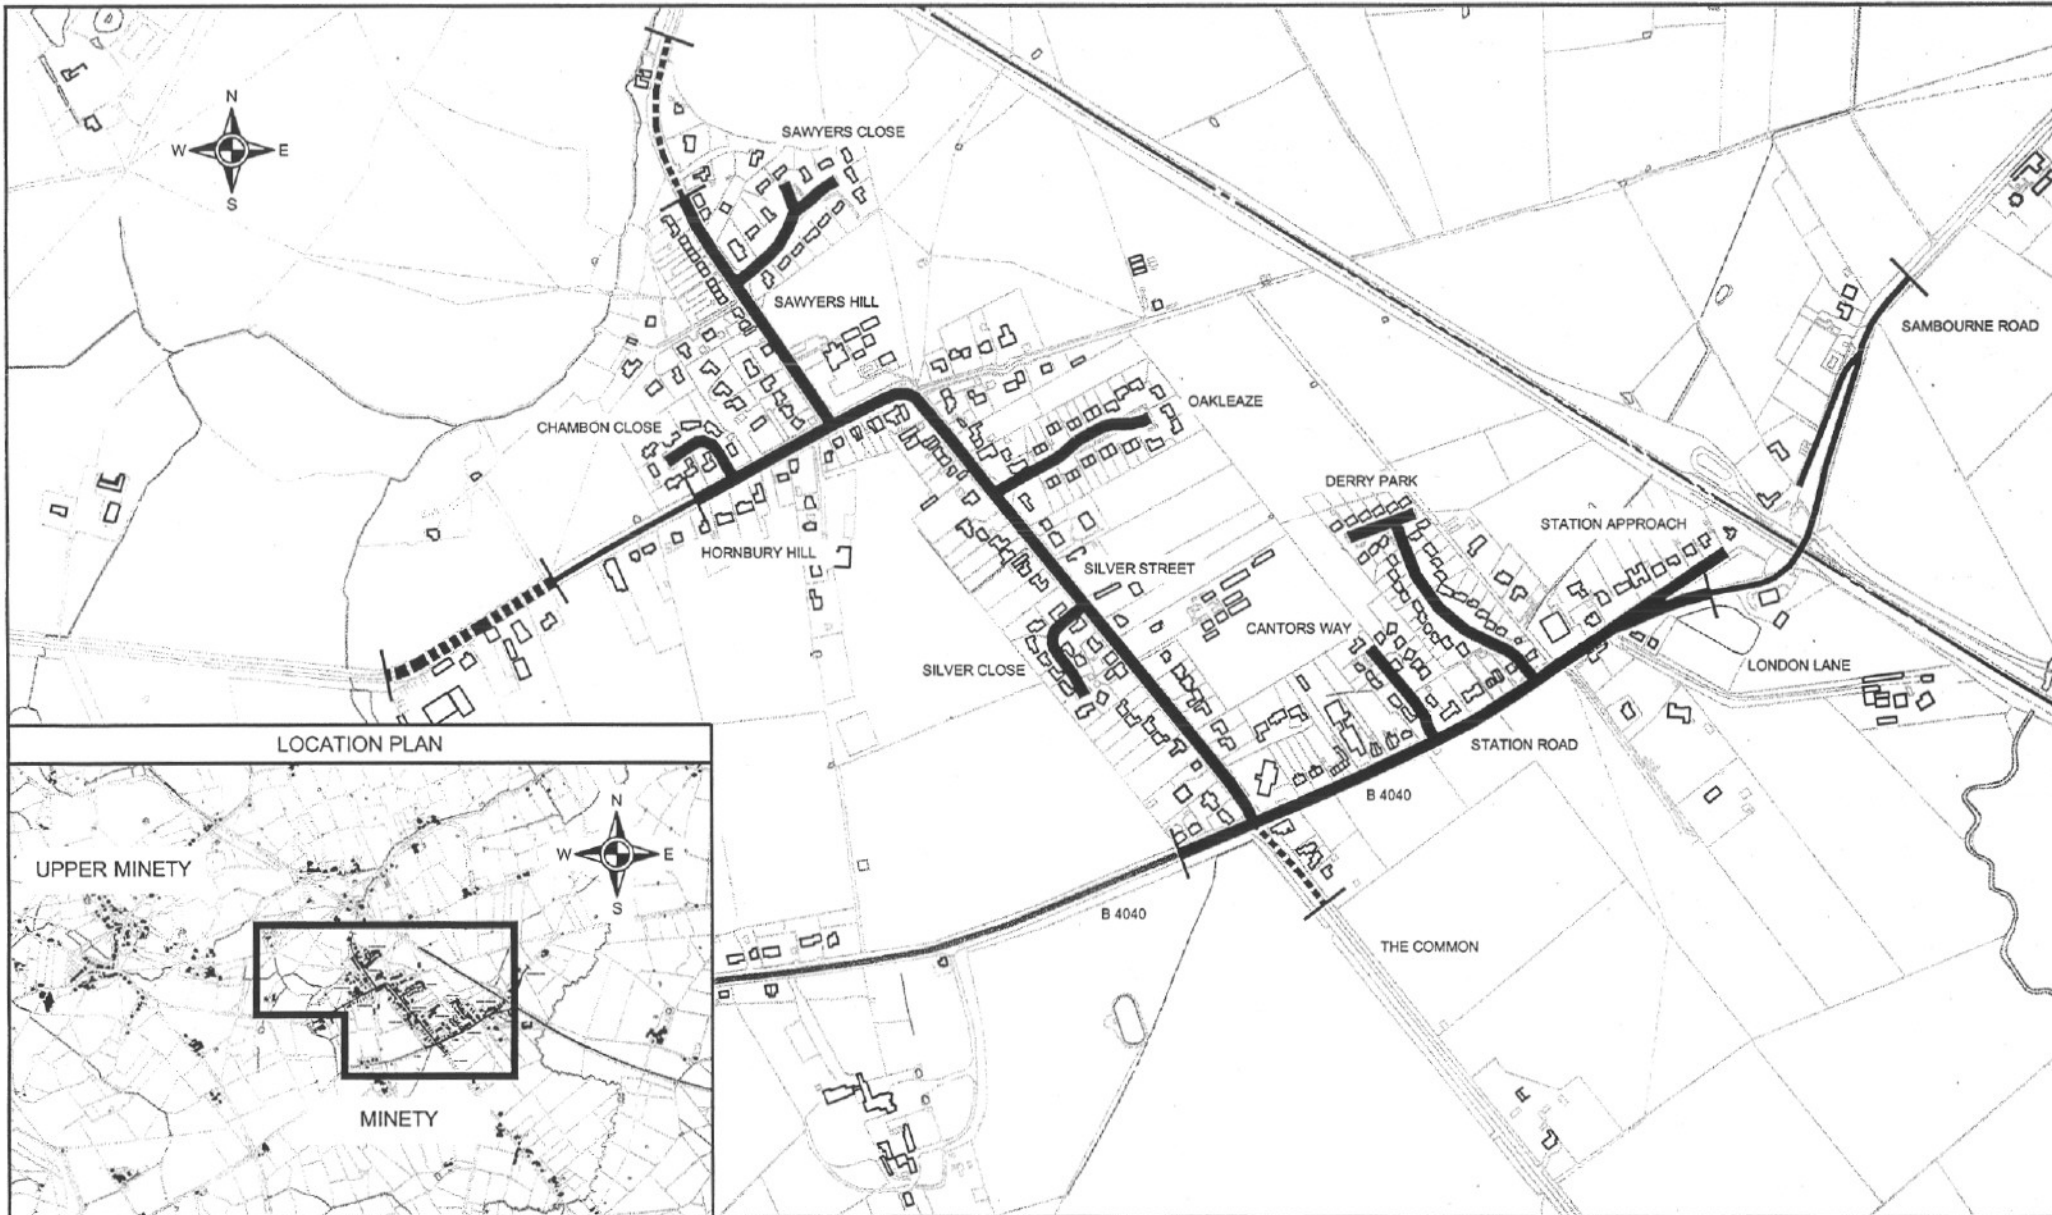 N
W E
S
SAWYERS CLOSE
SAWYERS HILL
SAMBOURNE ROAD
OAKLEAZE
CHAMBON CLOSE
DERRY PARK
STATION APPROACH
HORNBURY HILL
SILVER STREET
CANTORS WAY
SILVER CLOSE
LONDON LANE
STATION ROAD
B 4040
B 4040
THE COMMON
LOCATION PLAN
N
W E
S
UPPER MINETY
MINETY